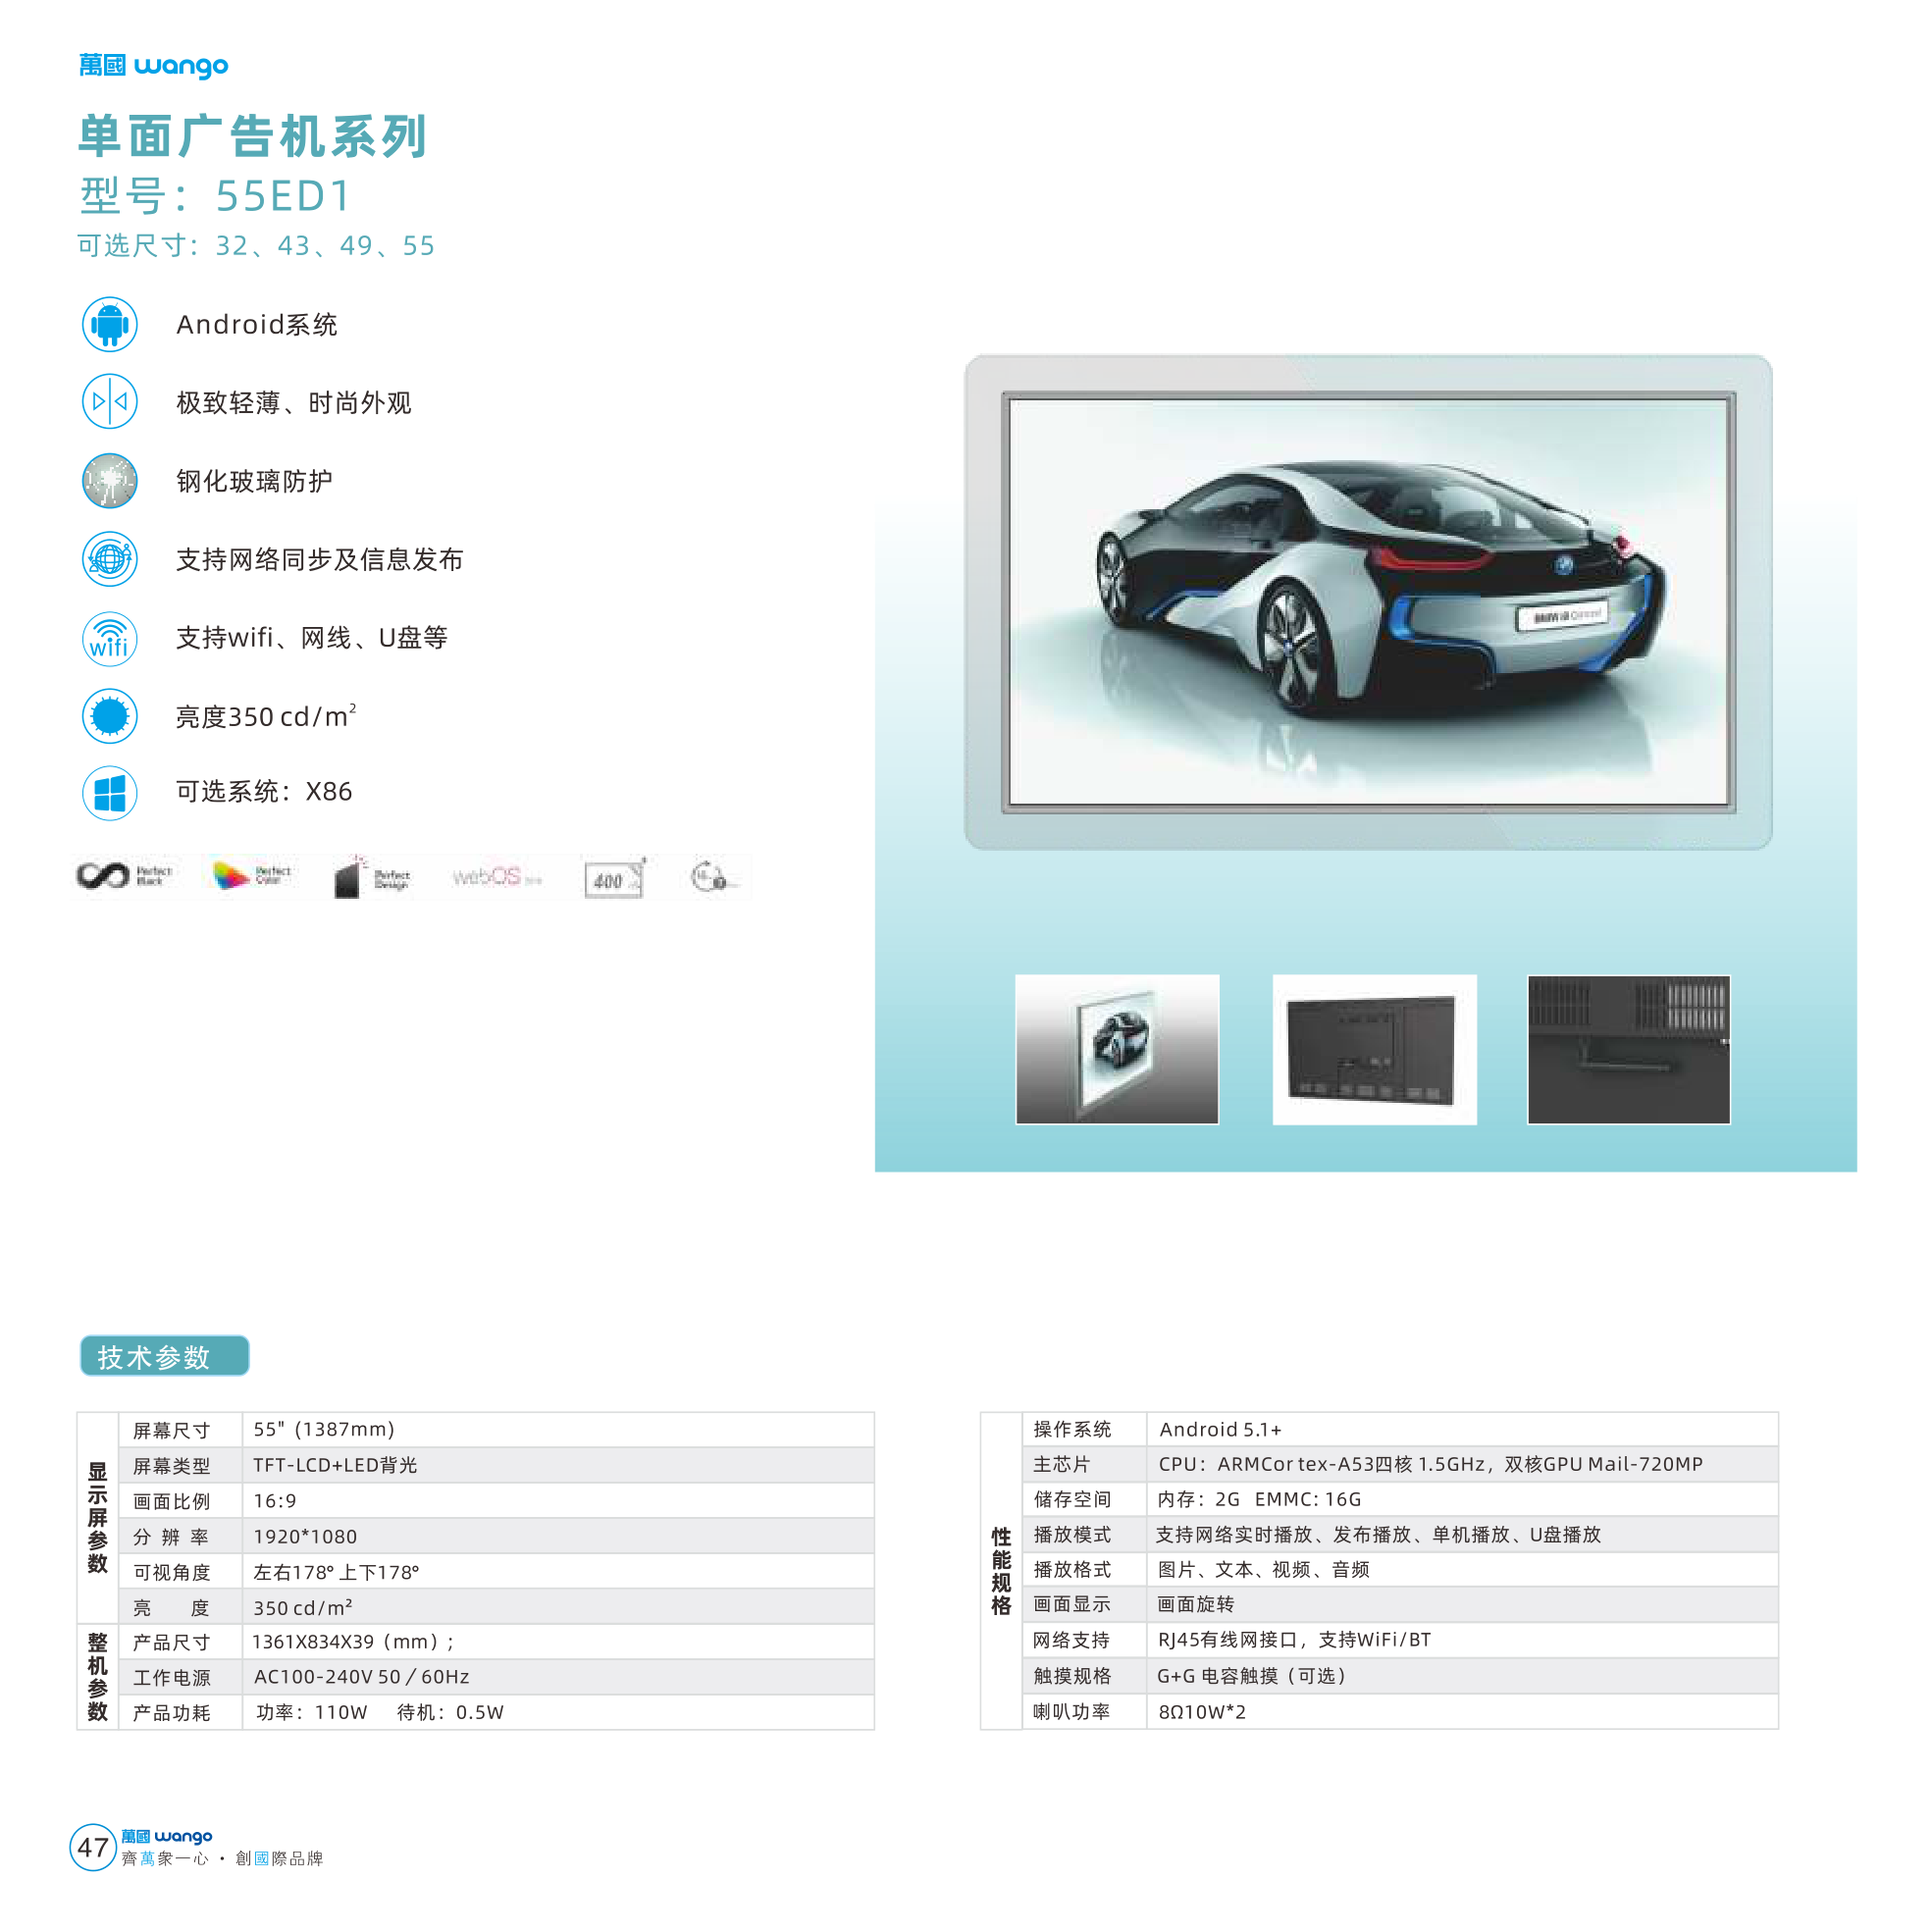 萬國 wango
单面广告机系列
型号：55ED1
可选尺寸：32、43、49、55
Android系统
极致轻薄、时尚外观
钢化玻璃防护
支持网络同步及信息发布
wifi
支持wifi、网线、U盘等
亮度350 cd/m²
可选系统：X86
Perfect Black
Perfect Color
Perfect Design
webOS
400
BMW i8 Concept
技术参数
显示屏参数
屏幕尺寸 55" (1387mm)
屏幕类型 TFT-LCD+LED背光
画面比例 16:9
分 辨 率 1920*1080
可视角度 左右178° 上下178°
亮 度 350 cd/m²
整机参数
产品尺寸 1361X834X39（mm）;
工作电源 AC100-240V 50／60Hz
产品功耗 功率：110W 待机：0.5W
性能规格
操作系统 Android 5.1+
主芯片 CPU：ARMCor tex-A53四核 1.5GHz，双核GPU Mail-720MP
储存空间 内存：2G EMMC: 16G
播放模式 支持网络实时播放、发布播放、单机播放、U盘播放
播放格式 图片、文本、视频、音频
画面显示 画面旋转
网络支持 RJ45有线网接口，支持WiFi/BT
触摸规格 G+G 电容触摸（可选）
喇叭功率 8Ω10W*2
47
萬國 wango
齊萬衆一心 · 創國際品牌